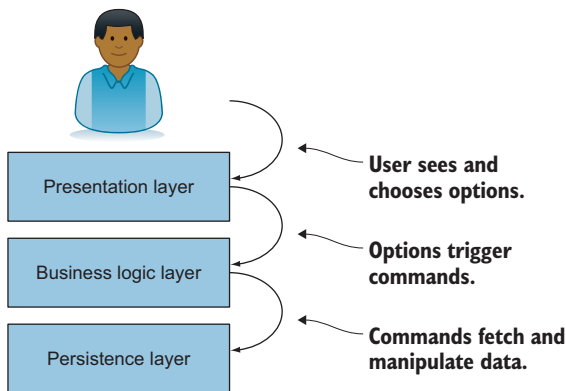 Presentation layer
User sees and
chooses options.
Business logic layer
Options trigger
commands.
Persistence layer
Commands fetch and
manipulate data.